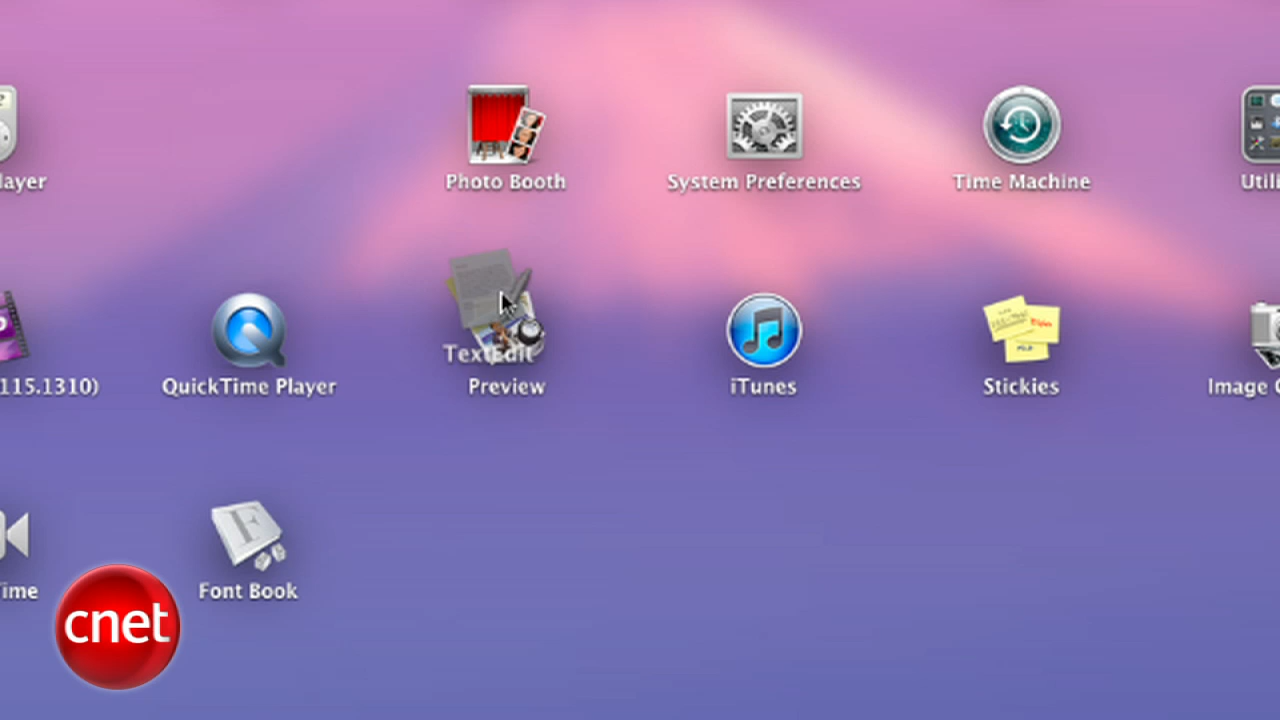 layer
Photo Booth
System Preferences
Time Machine
Utili
TextEdit
115.1310)
QuickTime Player
Preview
iTunes
Stickies
Image C
ime
Font Book
cnet